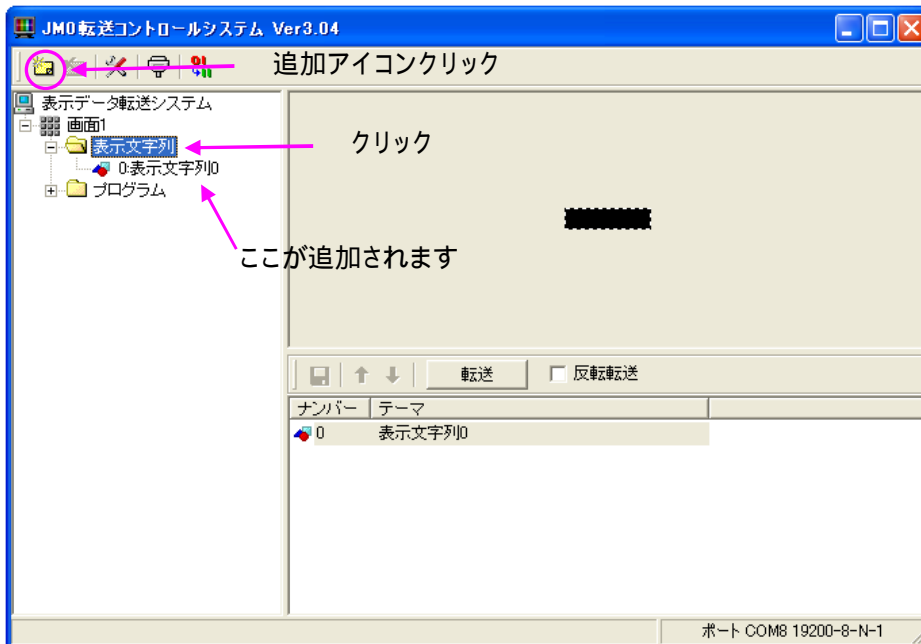 JM0転送コントロールシステム Ver3.04
追加アイコンクリック
表示データ転送システム
画面1
表示文字列
クリック
0:表示文字列0
プログラム
ここが追加されます
転送
反転転送
ナンバー テーマ
0 表示文字列0
ポート COM8 19200-8-N-1